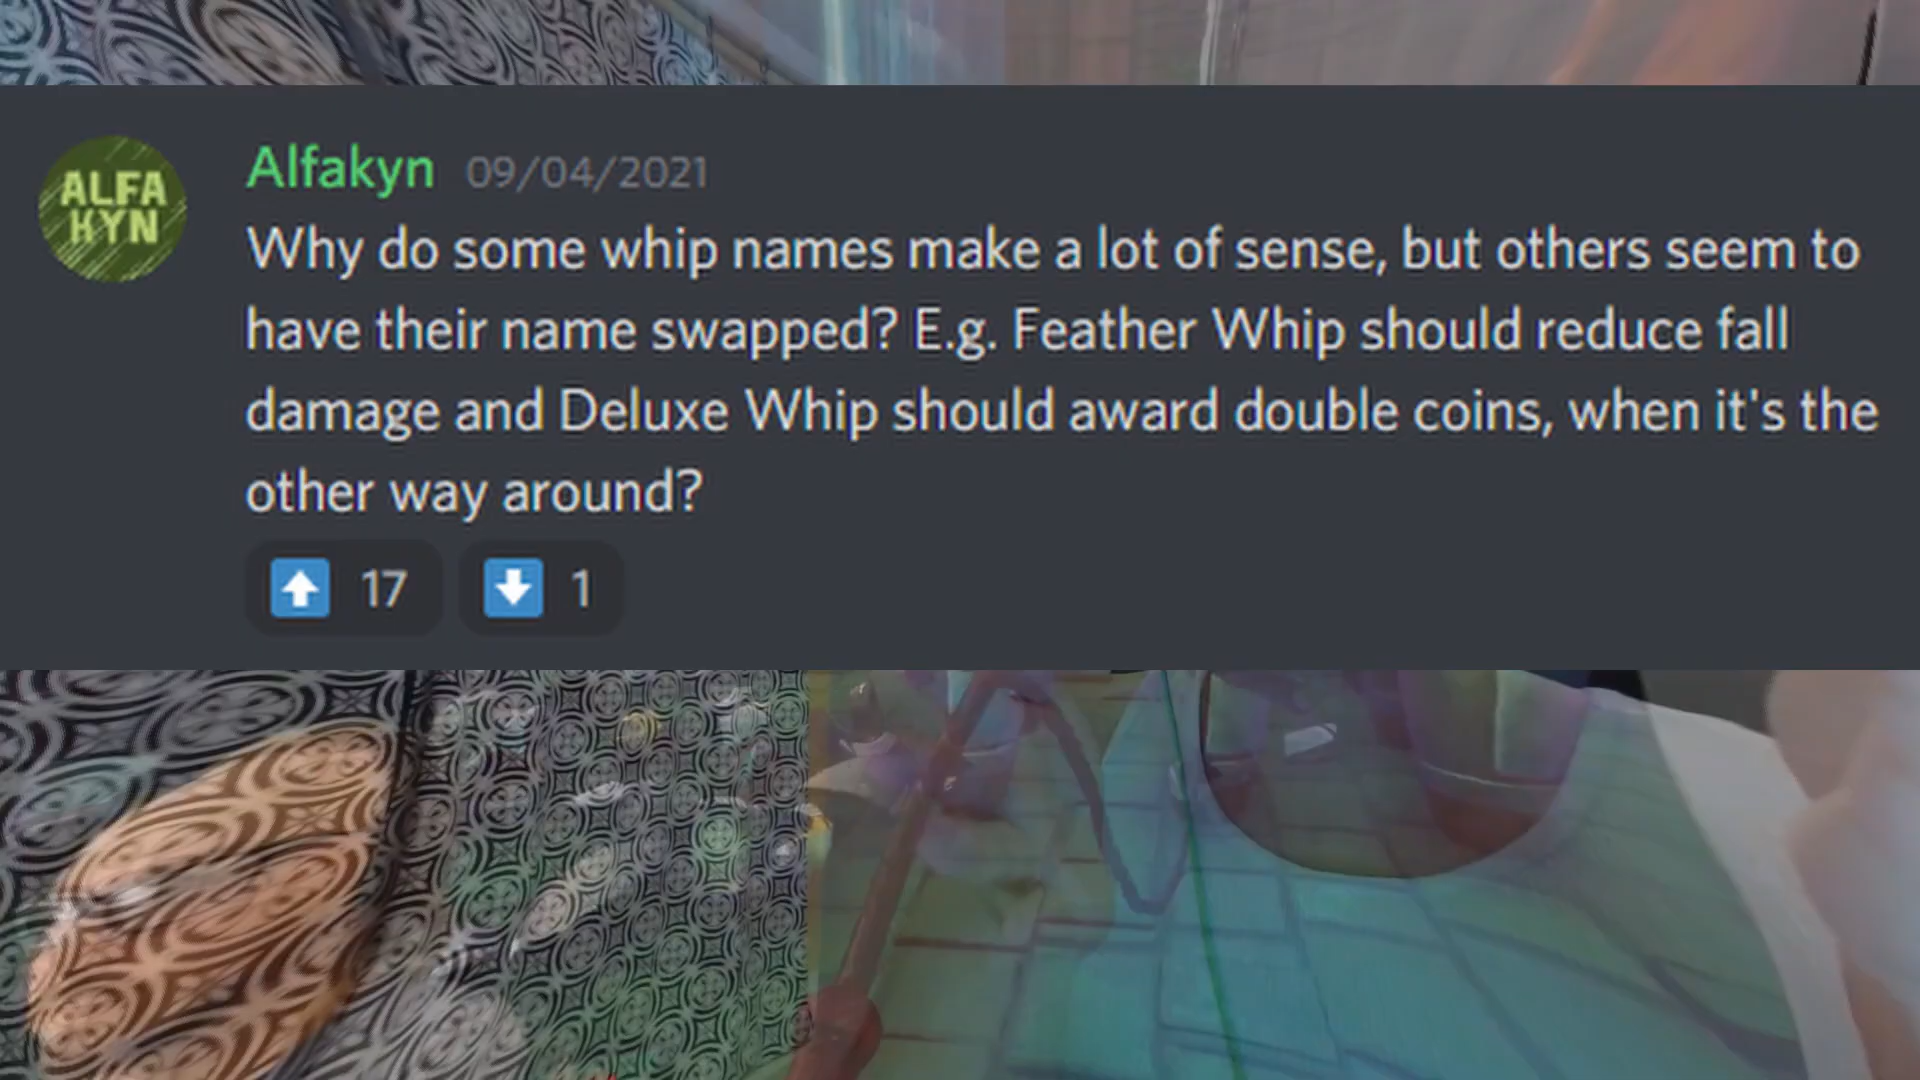 ALFA
KYN
Alfakyn 09/04/2021
Why do some whip names make a lot of sense, but others seem to
have their name swapped? E.g. Feather Whip should reduce fall
damage and Deluxe Whip should award double coins, when it's the
other way around?
17 1